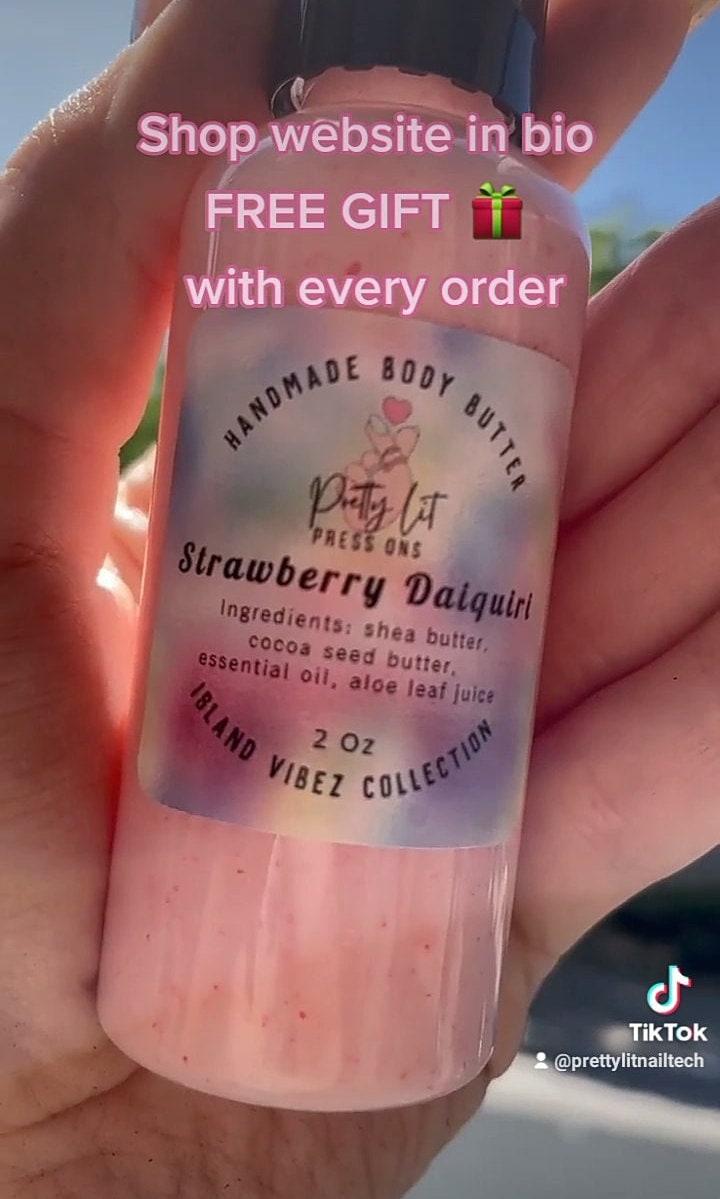 Shop website in bio
FREE GIFT 🎁
with every order
HANDMADE BODY BUTTER
Pretty Lit
PRESS ONS
Strawberry Daiquiri
Ingredients: shea butter,
cocoa seed butter,
essential oil, aloe leaf juice
2 Oz
ISLAND VIBEZ COLLECTION
TikTok
@prettylitnailtech